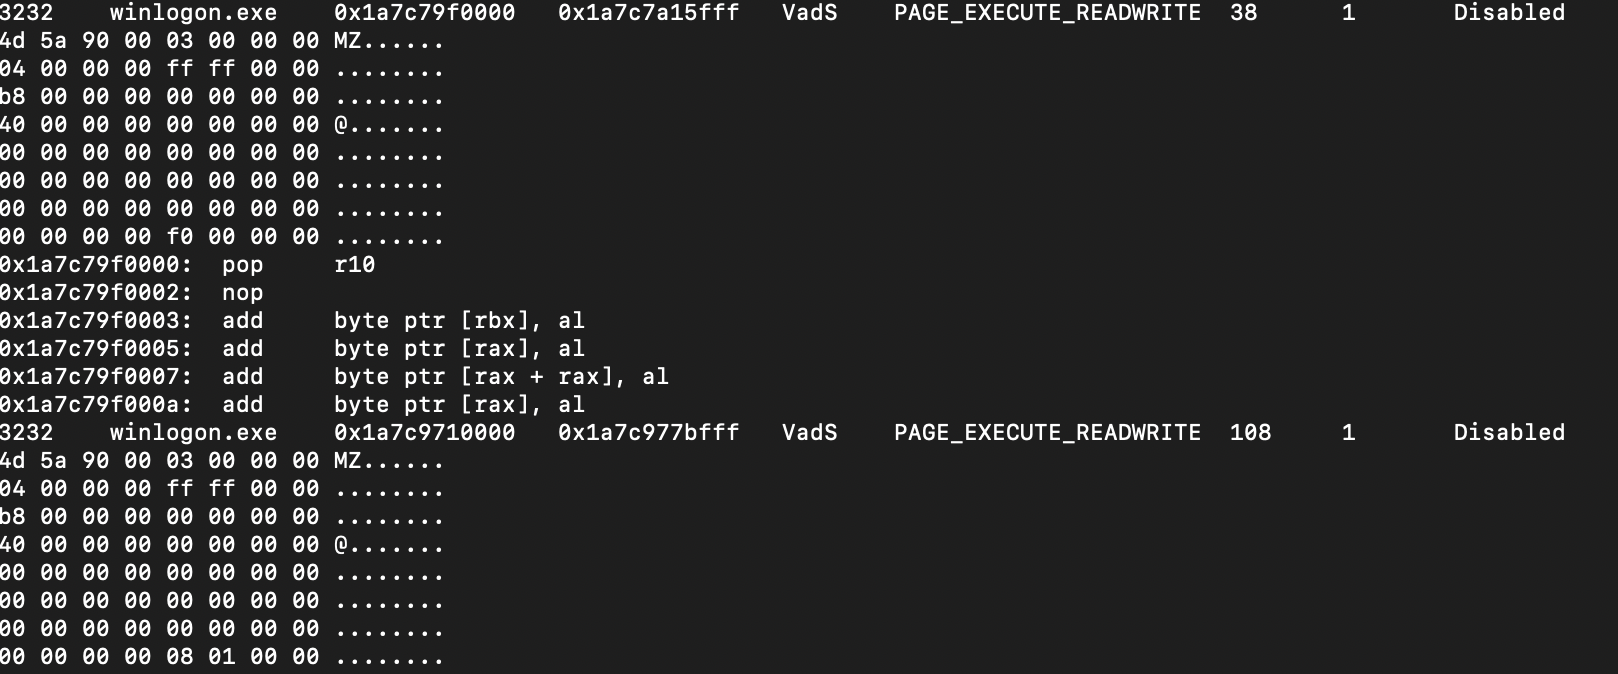 3232    winlogon.exe    0x1a7c79f0000   0x1a7c7a15fff   VadS    PAGE_EXECUTE_READWRITE  38      1       Disabled
4d 5a 90 00 03 00 00 00 MZ......
04 00 00 00 ff ff 00 00 ........
b8 00 00 00 00 00 00 00 ........
40 00 00 00 00 00 00 00 @.......
00 00 00 00 00 00 00 00 ........
00 00 00 00 00 00 00 00 ........
00 00 00 00 00 00 00 00 ........
00 00 00 00 f0 00 00 00 ........
0x1a7c79f0000:  pop     r10
0x1a7c79f0002:  nop
0x1a7c79f0003:  add     byte ptr [rbx], al
0x1a7c79f0005:  add     byte ptr [rax], al
0x1a7c79f0007:  add     byte ptr [rax + rax], al
0x1a7c79f000a:  add     byte ptr [rax], al
3232    winlogon.exe    0x1a7c9710000   0x1a7c977bfff   VadS    PAGE_EXECUTE_READWRITE  108     1       Disabled
4d 5a 90 00 03 00 00 00 MZ......
04 00 00 00 ff ff 00 00 ........
b8 00 00 00 00 00 00 00 ........
40 00 00 00 00 00 00 00 @.......
00 00 00 00 00 00 00 00 ........
00 00 00 00 00 00 00 00 ........
00 00 00 00 00 00 00 00 ........
00 00 00 00 08 01 00 00 ........